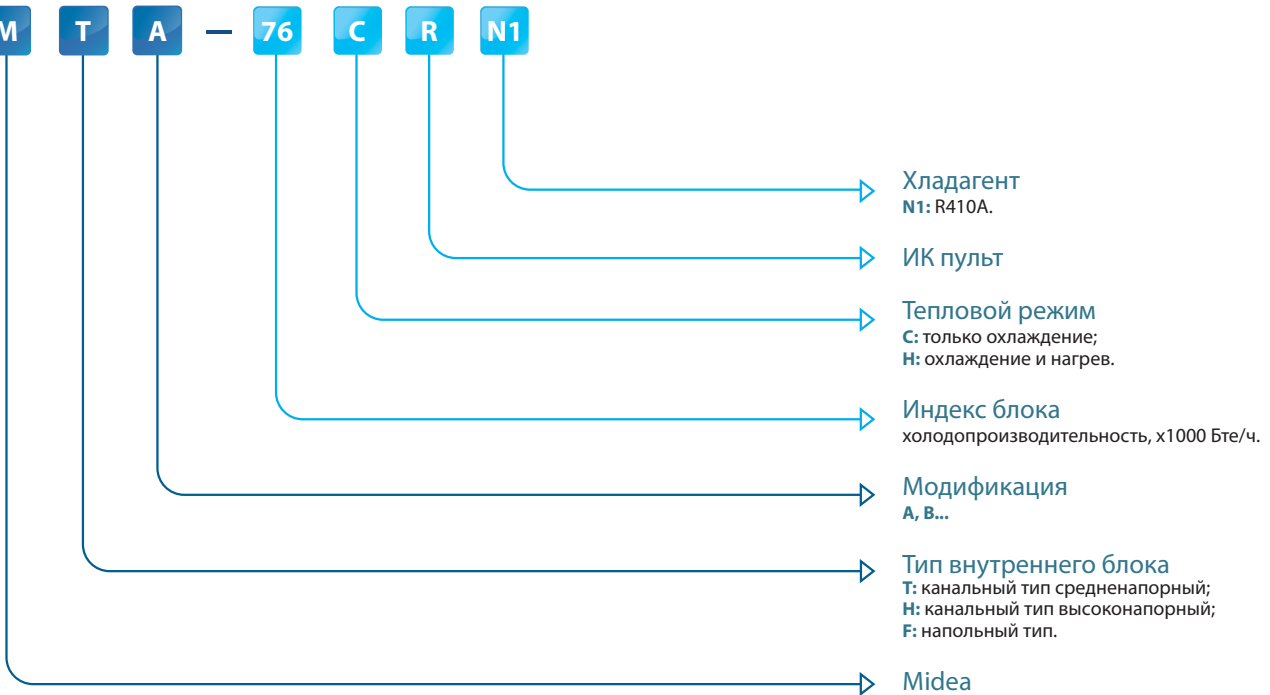 М Т А – 76 C R N1
Хладагент
N1: R410A.
ИК пульт
Тепловой режим
C: только охлаждение;
H: охлаждение и нагрев.
Индекс блока
холодопроизводительность, х1000 Бте/ч.
Модификация
A, B...
Тип внутреннего блока
T: канальный тип средненапорный;
H: канальный тип высоконапорный;
F: напольный тип.
Midea